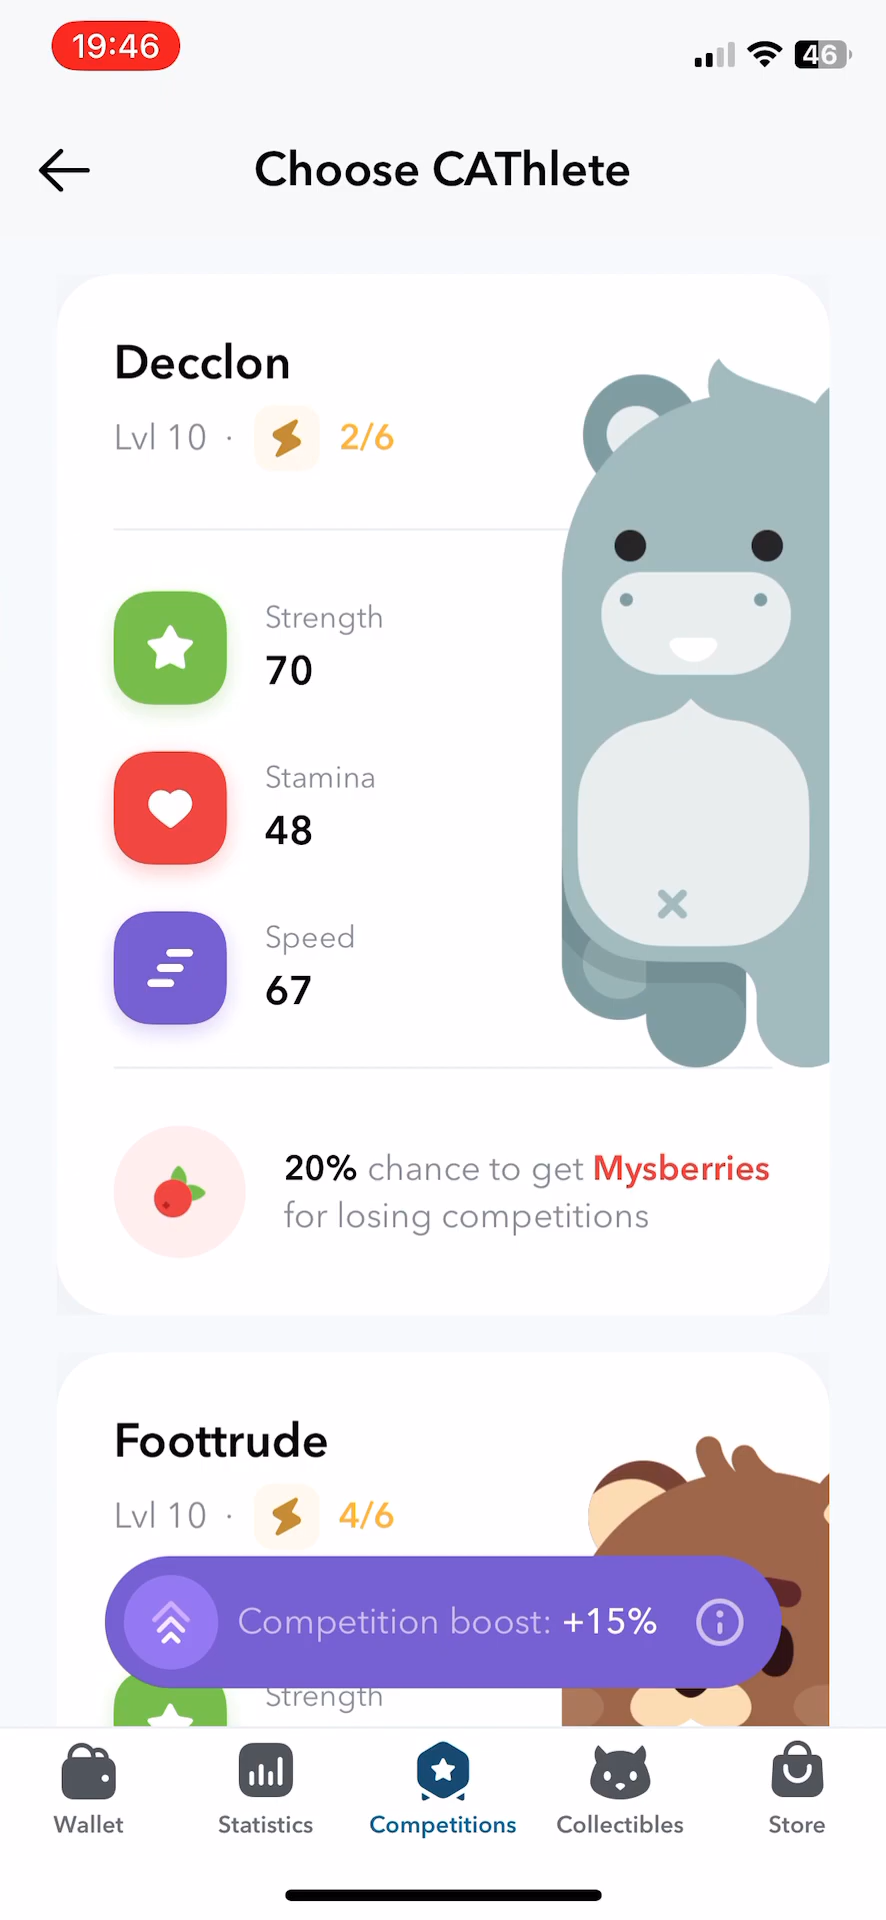 19:46
46
Choose CAThlete
Decclon
Lvl 10 · 2/6
Strength
70
Stamina
48
Speed
67
20% chance to get Mysberries
for losing competitions
Foottrude
Lvl 10 · 4/6
Competition boost: +15%
Strength
Wallet
Statistics
Competitions
Collectibles
Store